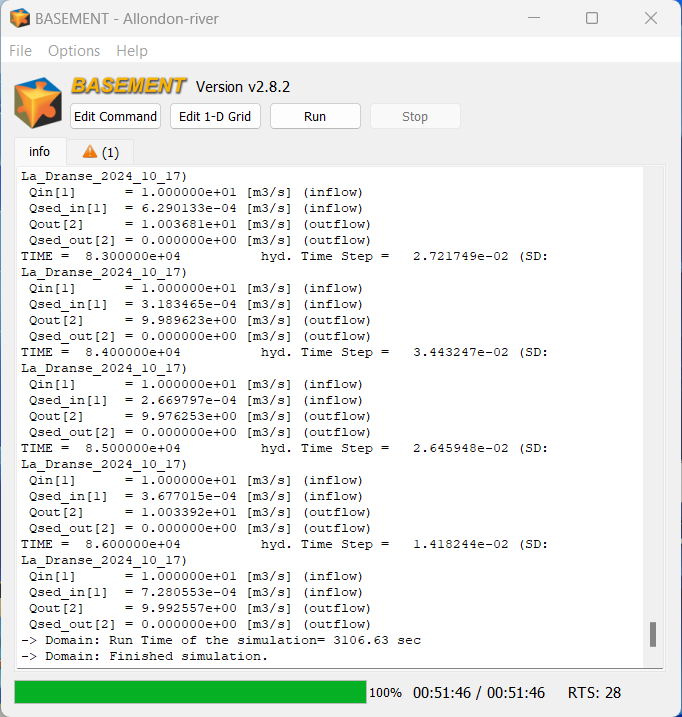 BASEMENT - Allondon-river
File Options Help
BASEMENT Version v2.8.2
Edit Command Edit 1-D Grid Run Stop
info (1)
La_Dranse_2024_10_17)
Qin[1] = 1.000000e+01 [m3/s] (inflow)
Qsed_in[1] = 6.290133e-04 [m3/s] (inflow)
Qout[2] = 1.003681e+01 [m3/s] (outflow)
Qsed_out[2] = 0.000000e+00 [m3/s] (outflow)
TIME = 8.300000e+04 hyd. Time Step = 2.721749e-02 (SD:
La_Dranse_2024_10_17)
Qin[1] = 1.000000e+01 [m3/s] (inflow)
Qsed_in[1] = 3.183465e-04 [m3/s] (inflow)
Qout[2] = 9.989623e+00 [m3/s] (outflow)
Qsed_out[2] = 0.000000e+00 [m3/s] (outflow)
TIME = 8.400000e+04 hyd. Time Step = 3.443247e-02 (SD:
La_Dranse_2024_10_17)
Qin[1] = 1.000000e+01 [m3/s] (inflow)
Qsed_in[1] = 2.669797e-04 [m3/s] (inflow)
Qout[2] = 9.976253e+00 [m3/s] (outflow)
Qsed_out[2] = 0.000000e+00 [m3/s] (outflow)
TIME = 8.500000e+04 hyd. Time Step = 2.645948e-02 (SD:
La_Dranse_2024_10_17)
Qin[1] = 1.000000e+01 [m3/s] (inflow)
Qsed_in[1] = 3.677015e-04 [m3/s] (inflow)
Qout[2] = 1.003392e+01 [m3/s] (outflow)
Qsed_out[2] = 0.000000e+00 [m3/s] (outflow)
TIME = 8.600000e+04 hyd. Time Step = 1.418244e-02 (SD:
La_Dranse_2024_10_17)
Qin[1] = 1.000000e+01 [m3/s] (inflow)
Qsed_in[1] = 7.280553e-04 [m3/s] (inflow)
Qout[2] = 9.992557e+00 [m3/s] (outflow)
Qsed_out[2] = 0.000000e+00 [m3/s] (outflow)
-> Domain: Run Time of the simulation= 3106.63 sec
-> Domain: Finished simulation.
100% 00:51:46 / 00:51:46 RTS: 28